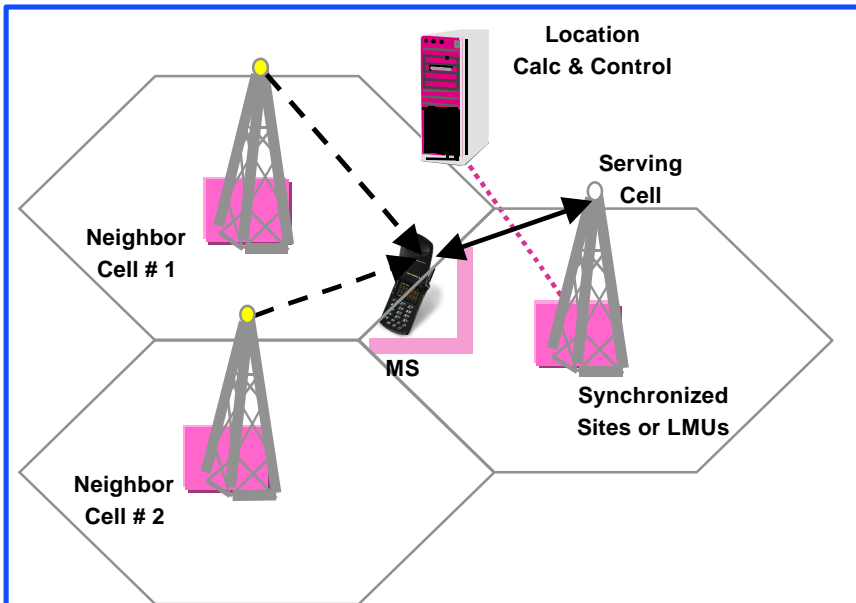 Location
Calc & Control
Serving
Cell
Neighbor
Cell # 1
MS
Synchronized
Sites or LMUs
Neighbor
Cell # 2